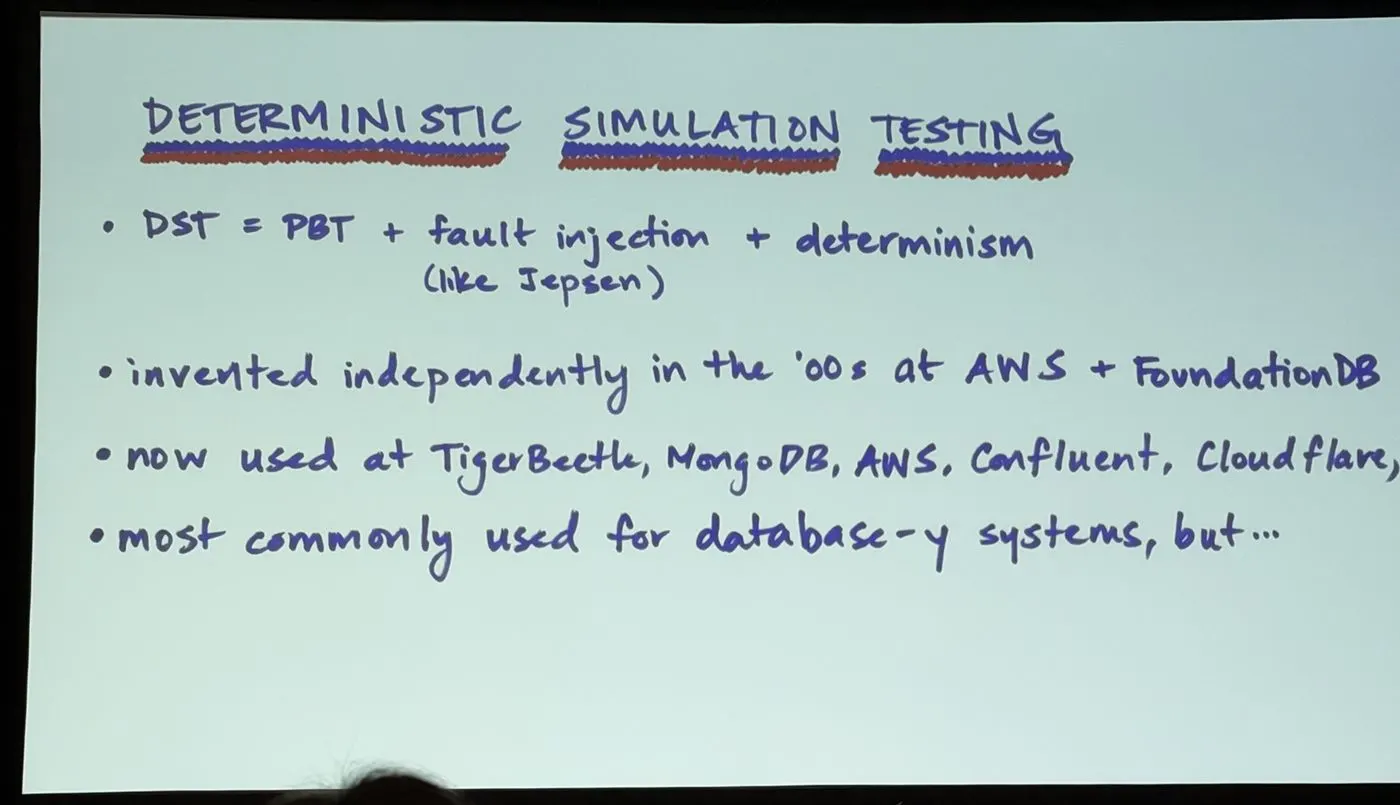 DETERMINISTIC SIMULATION TESTING
• DST = PBT + fault injection + determinism
(like Jepsen)
• invented independently in the '00s at AWS + FoundationDB
• now used at TigerBeetle, MongoDB, AWS, Confluent, Cloudflare,
• most commonly used for database-y systems, but...